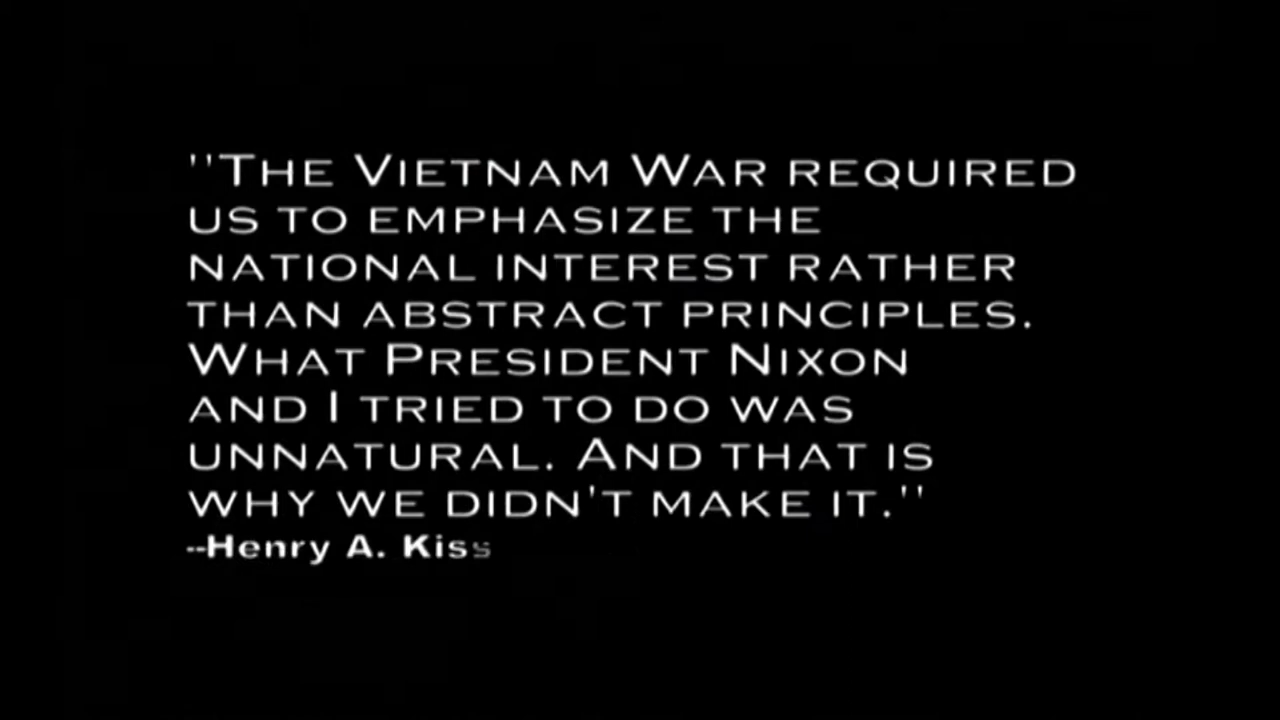 "The Vietnam War required
us to emphasize the
national interest rather
than abstract principles.
What President Nixon
and I tried to do was
unnatural. And that is
why we didn't make it."
--Henry A. Kiss